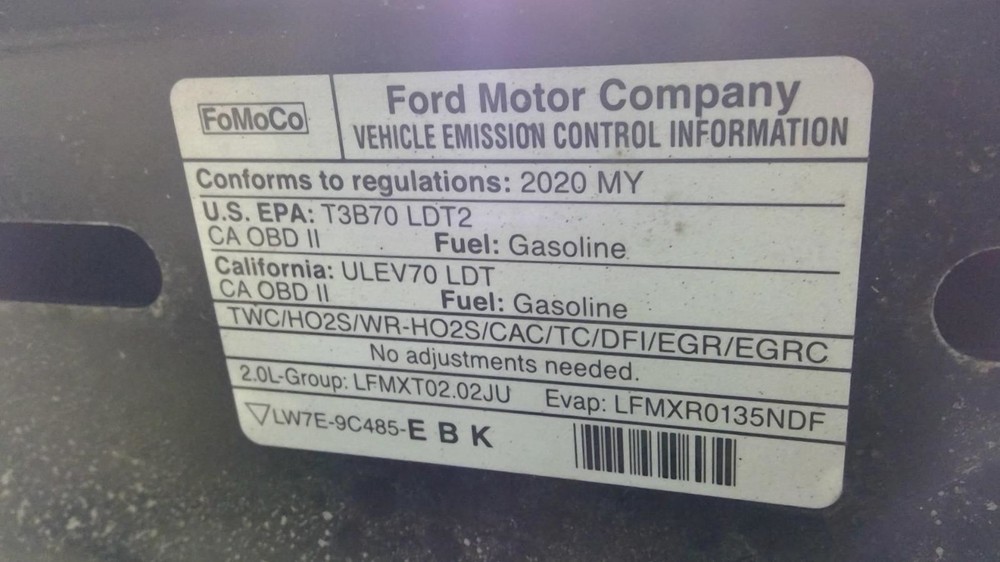 FoMoCo
Ford Motor Company
VEHICLE EMISSION CONTROL INFORMATION
Conforms to regulations: 2020 MY
U.S. EPA: T3B70 LDT2
CA OBD II Fuel: Gasoline
California: ULEV70 LDT
CA OBD II Fuel: Gasoline
TWC/HO2S/WR-HO2S/CAC/TC/DFI/EGR/EGRC
No adjustments needed.
2.0L-Group: LFMXT02.02JU Evap: LFMXR0135NDF
LW7E-9C485-E B K